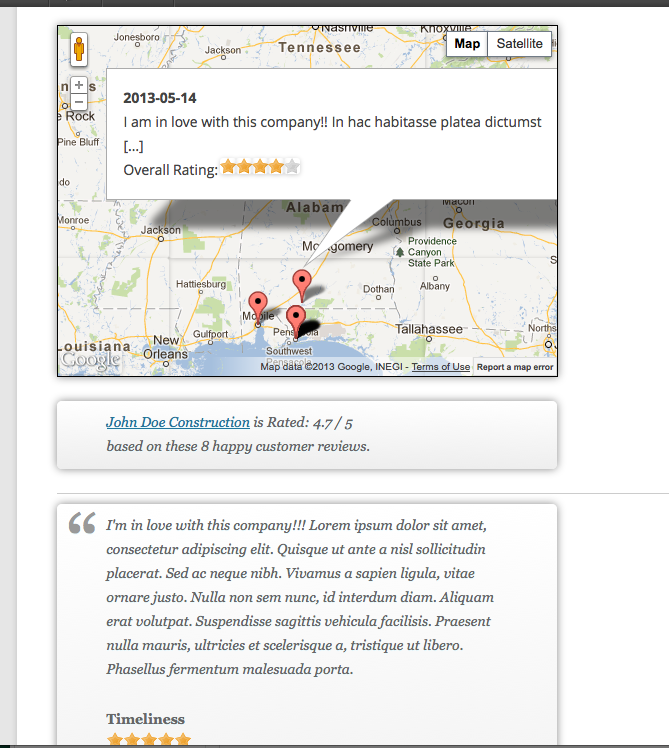 Jonesboro
Nashville
Knoxville
Jackson
Tennessee
Map
Satellite
2013-05-14
I am in love with this company!! In hac habitasse platea dictumst
[...]
Overall Rating:
e Rock
Pine Bluff
Monroe
Jackson
Alabam
Columbus
Macon
Georgia
Montgomery
Providence
Canyon
State Park
Hattiesburg
Dothan
Albany
Mobile
Gulfport
Tallahassee
Norths
Louisiana
New
Orleans
Southwest
Pensacola
Google
Map data ©2013 Google, INEGI - Terms of Use
Report a map error
John Doe Construction is Rated: 4.7 / 5
based on these 8 happy customer reviews.
“
I'm in love with this company!!! Lorem ipsum dolor sit amet,
consectetur adipiscing elit. Quisque ut ante a nisl sollicitudin
placerat. Sed ac neque nibh. Vivamus a sapien ligula, vitae
ornare justo. Nulla non sem nunc, id interdum diam. Aliquam
erat volutpat. Suspendisse sagittis vehicula facilisis. Praesent
nulla mauris, ultricies et scelerisque a, tristique ut libero.
Phasellus fermentum malesuada porta.
Timeliness